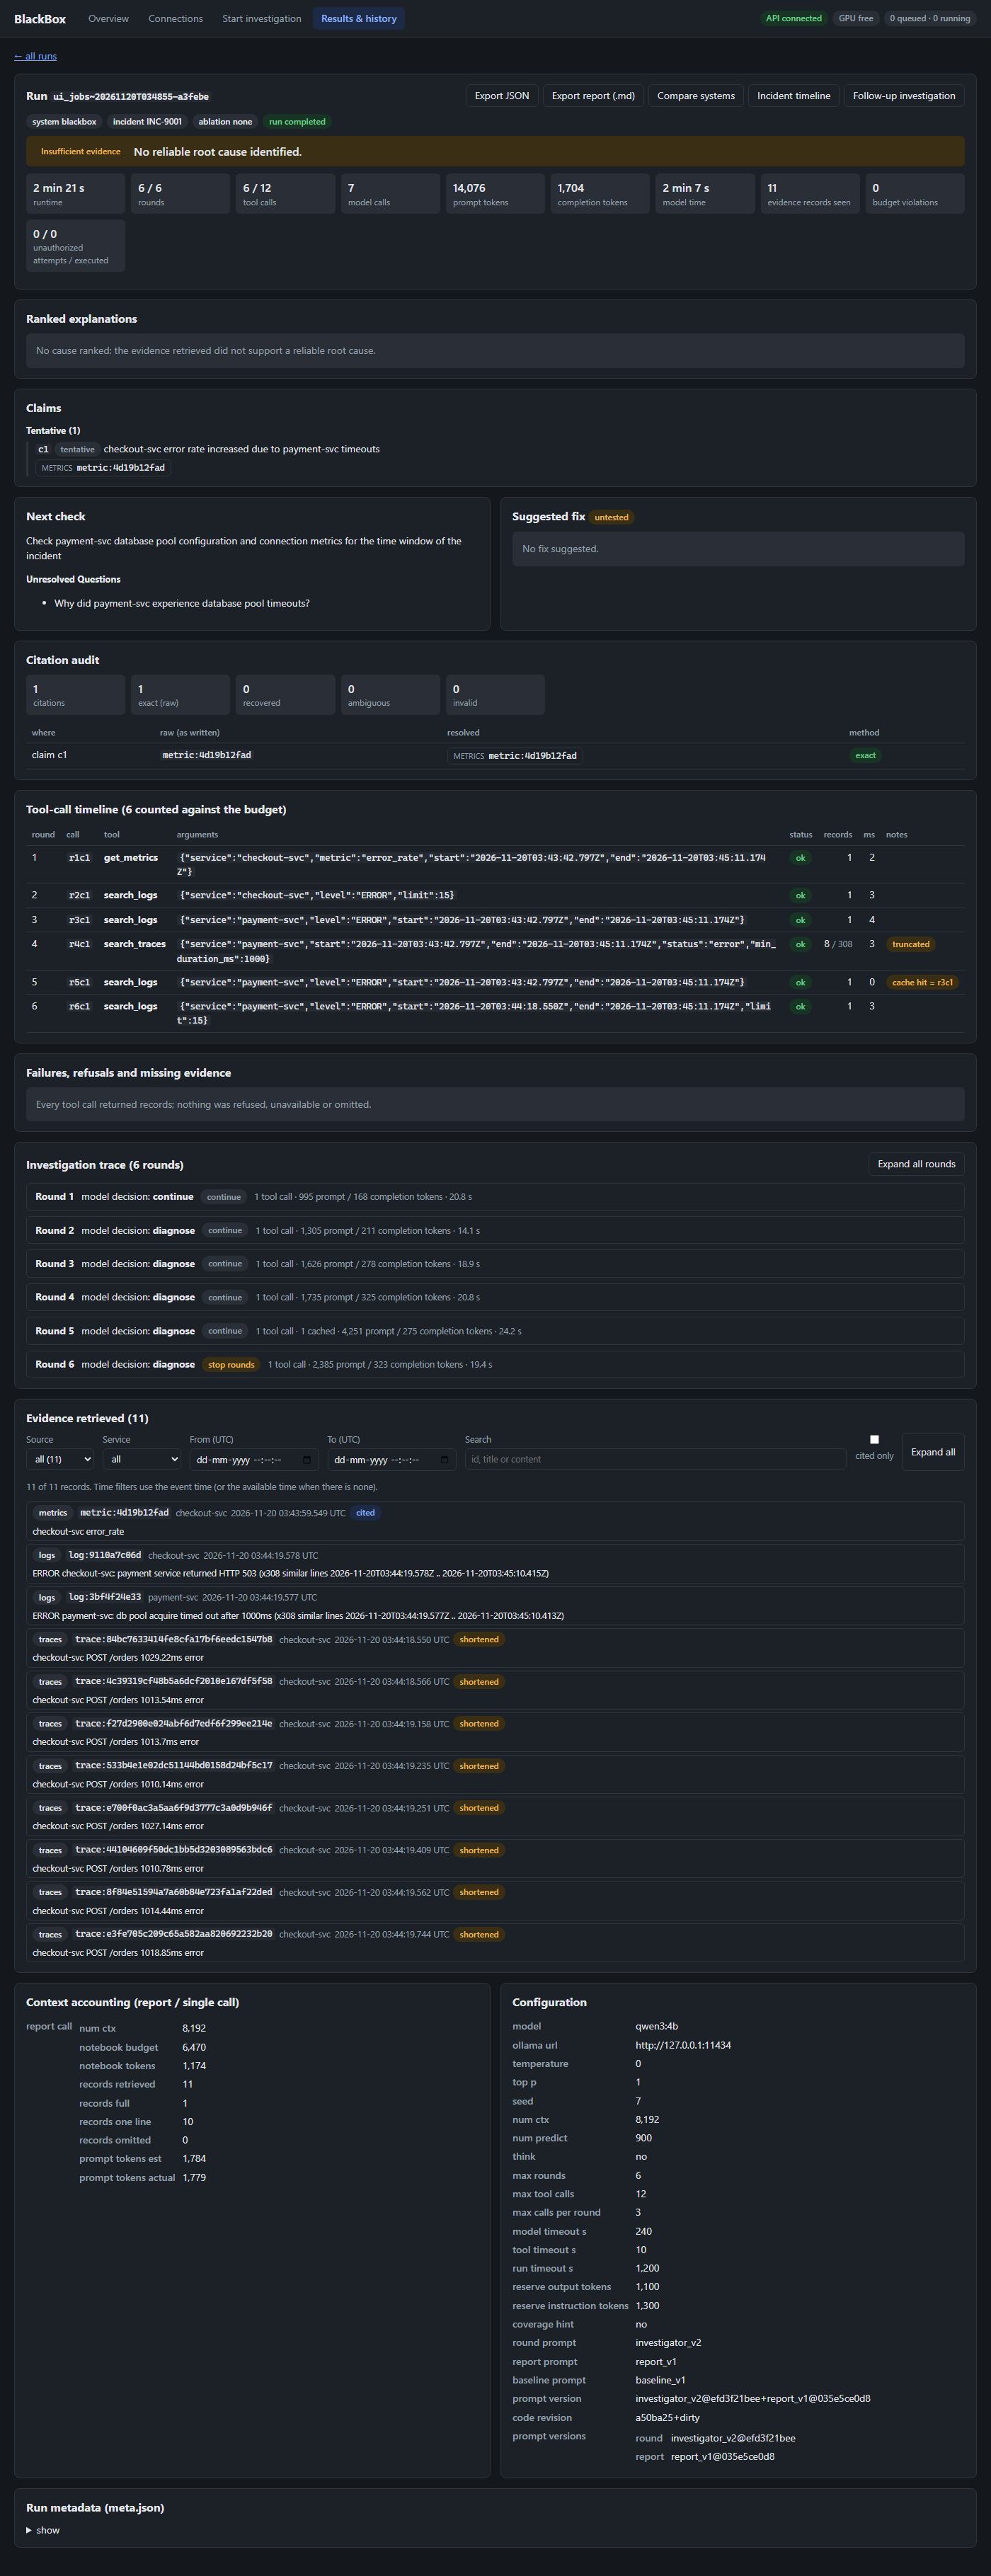 BlackBox Overview Connections Start investigation Results & history API connected GPU free 0 queued · 0 running
← all runs
Run ui_jobs~20261120T034855-a3febe Export JSON Export report (.md) Compare systems Incident timeline Follow-up investigation
system blackbox incident INC-9001 ablation none run completed
Insufficient evidence No reliable root cause identified.
2 min 21 s 6 / 6 6 / 12 7 14,076 1,704 2 min 7 s 11 0
runtime rounds tool calls model calls prompt tokens completion tokens model time evidence records seen budget violations
0 / 0
unauthorized
attempts / executed
Ranked explanations
No cause ranked: the evidence retrieved did not support a reliable root cause.
Claims
Tentative (1)
c1 tentative checkout-svc error rate increased due to payment-svc timeouts
METRICS metric:4d19b12fad
Next check
Check payment-svc database pool configuration and connection metrics for the time window of the
incident
Unresolved Questions
• Why did payment-svc experience database pool timeouts?
Suggested fix untested
No fix suggested.
Citation audit
1 1 0 0 0
citations exact (raw) recovered ambiguous invalid
where raw (as written) resolved method
claim c1 metric:4d19b12fad METRICS metric:4d19b12fad exact
Tool-call timeline (6 counted against the budget)
round call tool arguments status records ms notes
1 r1c1 get_metrics {"service":"checkout-svc","metric":"error_rate","start":"2026-11-20T03:43:42.797Z","end":"2026-11-20T03:45:11.174
Z"} ok 1 2
2 r2c1 search_logs {"service":"checkout-svc","level":"ERROR","limit":15} ok 1 3
3 r3c1 search_logs {"service":"payment-svc","level":"ERROR","start":"2026-11-20T03:43:42.797Z","end":"2026-11-20T03:45:11.174Z"} ok 1 4
4 r4c1 search_traces {"service":"payment-svc","start":"2026-11-20T03:43:42.797Z","end":"2026-11-20T03:45:11.174Z","status":"error","min_
duration_ms":1000} ok 8 / 308 3 truncated
5 r5c1 search_logs {"service":"payment-svc","level":"ERROR","start":"2026-11-20T03:43:42.797Z","end":"2026-11-20T03:45:11.174Z"} ok 1 0 cache hit = r3c1
6 r6c1 search_logs {"service":"payment-svc","level":"ERROR","start":"2026-11-20T03:44:18.550Z","end":"2026-11-20T03:45:11.174Z","limi
t":15} ok 1 3
Failures, refusals and missing evidence
Every tool call returned records; nothing was refused, unavailable or omitted.
Investigation trace (6 rounds) Expand all rounds
Round 1 model decision: continue continue 1 tool call · 995 prompt / 168 completion tokens · 20.8 s
Round 2 model decision: diagnose continue 1 tool call · 1,305 prompt / 211 completion tokens · 14.1 s
Round 3 model decision: diagnose continue 1 tool call · 1,626 prompt / 278 completion tokens · 18.9 s
Round 4 model decision: diagnose continue 1 tool call · 1,735 prompt / 325 completion tokens · 20.8 s
Round 5 model decision: diagnose continue 1 tool call · 1 cached · 4,251 prompt / 275 completion tokens · 24.2 s
Round 6 model decision: diagnose stop rounds 1 tool call · 2,385 prompt / 323 completion tokens · 19.4 s
Evidence retrieved (11)
Source Service From (UTC) To (UTC) Search
all (11) all dd-mm-yyyy --:--:-- dd-mm-yyyy --:--:-- id, title or content cited only Expand all
11 of 11 records. Time filters use the event time (or the available time when there is none).
metrics metric:4d19b12fad checkout-svc 2026-11-20 03:43:59.549 UTC cited
checkout-svc error_rate
logs log:9110a7c06d checkout-svc 2026-11-20 03:44:19.578 UTC
ERROR checkout-svc: payment service returned HTTP 503 (x308 similar lines 2026-11-20T03:44:19.578Z .. 2026-11-20T03:45:10.415Z)
logs log:3bf4f24e33 payment-svc 2026-11-20 03:44:19.577 UTC
ERROR payment-svc: db pool acquire timed out after 1000ms (x308 similar lines 2026-11-20T03:44:19.577Z .. 2026-11-20T03:45:10.413Z)
traces trace:84bc7633414fe8cfa17bf6eedc1547b8 checkout-svc 2026-11-20 03:44:18.550 UTC shortened
checkout-svc POST /orders 1029.22ms error
traces trace:4c39319cf48b5a6dcf2010e167df5f58 checkout-svc 2026-11-20 03:44:18.566 UTC shortened
checkout-svc POST /orders 1013.54ms error
traces trace:f27d2900e024abf6d7edf6f299ee214e checkout-svc 2026-11-20 03:44:19.158 UTC shortened
checkout-svc POST /orders 1013.7ms error
traces trace:533b4e1e02dc51144bd0158d24bf5c17 checkout-svc 2026-11-20 03:44:19.235 UTC shortened
checkout-svc POST /orders 1010.14ms error
traces trace:e700f0ac3a5aa6f9d3777c3a0d9b946f checkout-svc 2026-11-20 03:44:19.251 UTC shortened
checkout-svc POST /orders 1027.14ms error
traces trace:44104609f50dc1bb5d3203089563bdc6 checkout-svc 2026-11-20 03:44:19.409 UTC shortened
checkout-svc POST /orders 1010.78ms error
traces trace:8f84e51594a7a60b84e723fa1af22ded checkout-svc 2026-11-20 03:44:19.562 UTC shortened
checkout-svc POST /orders 1014.44ms error
traces trace:e3fe705c209c65a582aa820692232b20 checkout-svc 2026-11-20 03:44:19.744 UTC shortened
checkout-svc POST /orders 1018.85ms error
Context accounting (report / single call)
report call num ctx 8,192
notebook budget 6,470
notebook tokens 1,174
records retrieved 11
records full 1
records one line 10
records omitted 0
prompt tokens est 1,784
prompt tokens actual 1,779
Configuration
model qwen3:4b
ollama url http://127.0.0.1:11434
temperature 0
top p 1
seed 7
num ctx 8,192
num predict 900
think no
max rounds 6
max tool calls 12
max calls per round 3
model timeout s 240
tool timeout s 10
run timeout s 1,200
reserve output tokens 1,100
reserve instruction tokens 1,300
coverage hint no
round prompt investigator_v2
report prompt report_v1
baseline prompt baseline_v1
prompt version investigator_v2@efd3f21bee+report_v1@035e5ce0d8
code revision a50ba25+dirty
prompt versions round investigator_v2@efd3f21bee
report report_v1@035e5ce0d8
Run metadata (meta.json)
▶ show